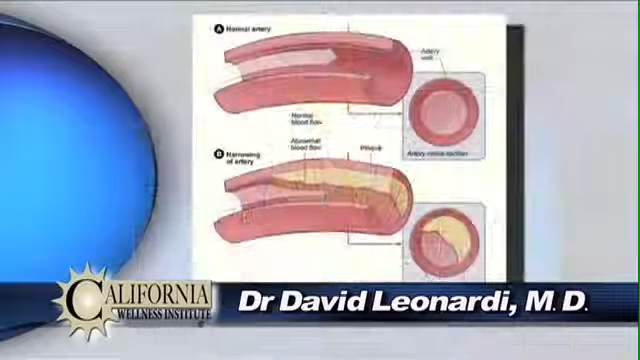 A Normal artery
Artery
wall
Normal
blood flow
Artery cross-section
B Narrowing
of artery
Abnormal
blood flow
Plaque
CALIFORNIA
WELLNESS INSTITUTE
Dr David Leonardi, M. D.